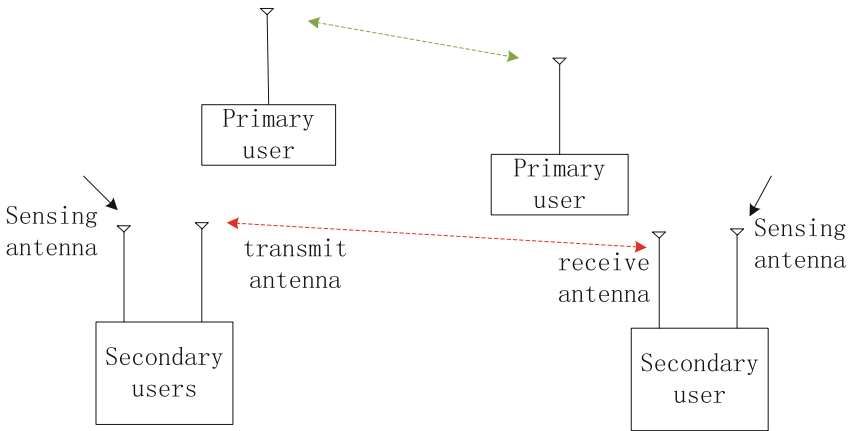 Primary
user
Primary
user
Sensing
antenna
transmit
antenna
receive
antenna
Sensing
antenna
Secondary
users
Secondary
user